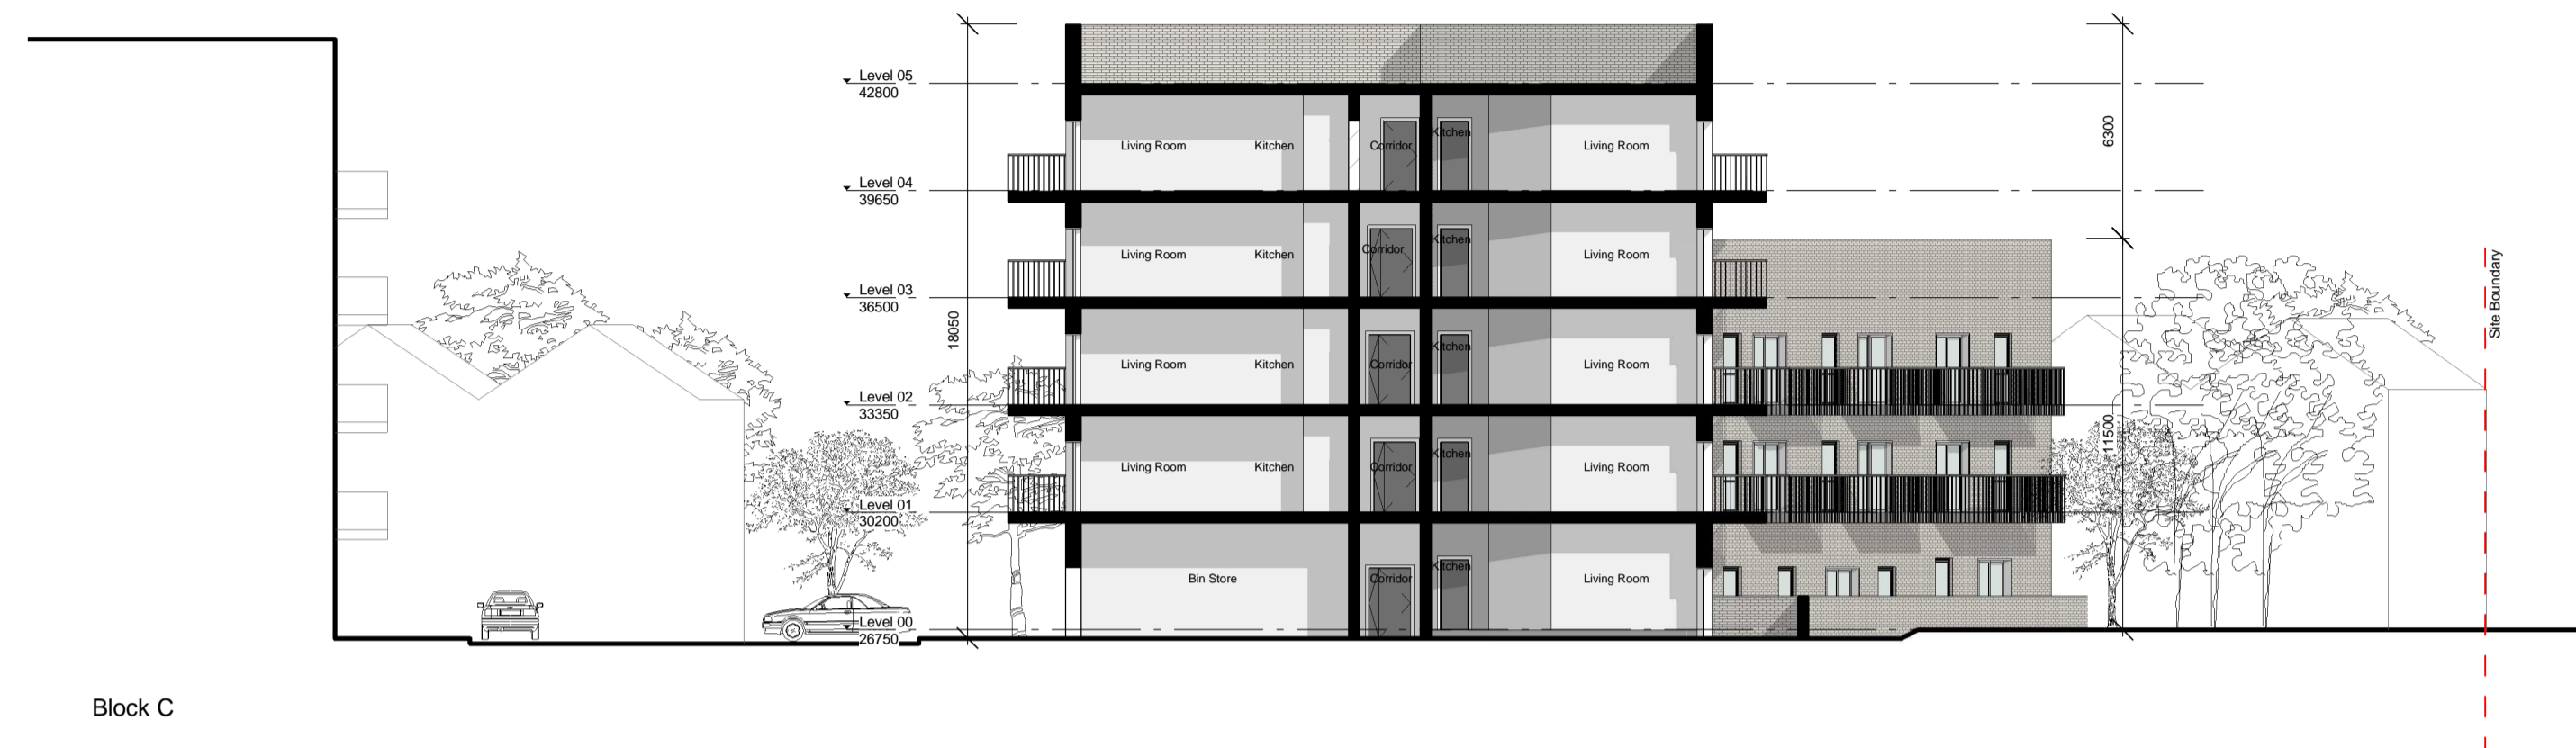 Level 05
42800
6300
Living Room Kitchen Corridor Kitchen Living Room
Level 04
39650
Living Room Kitchen Corridor Kitchen Living Room
Site Boundary
Level 03
36500
18050
Living Room Kitchen Corridor Kitchen Living Room
Level 02
33350
11500
Living Room Kitchen Corridor Kitchen Living Room
Level 01
30200
Bin Store Corridor Kitchen Living Room
Level 00
26750
Block C